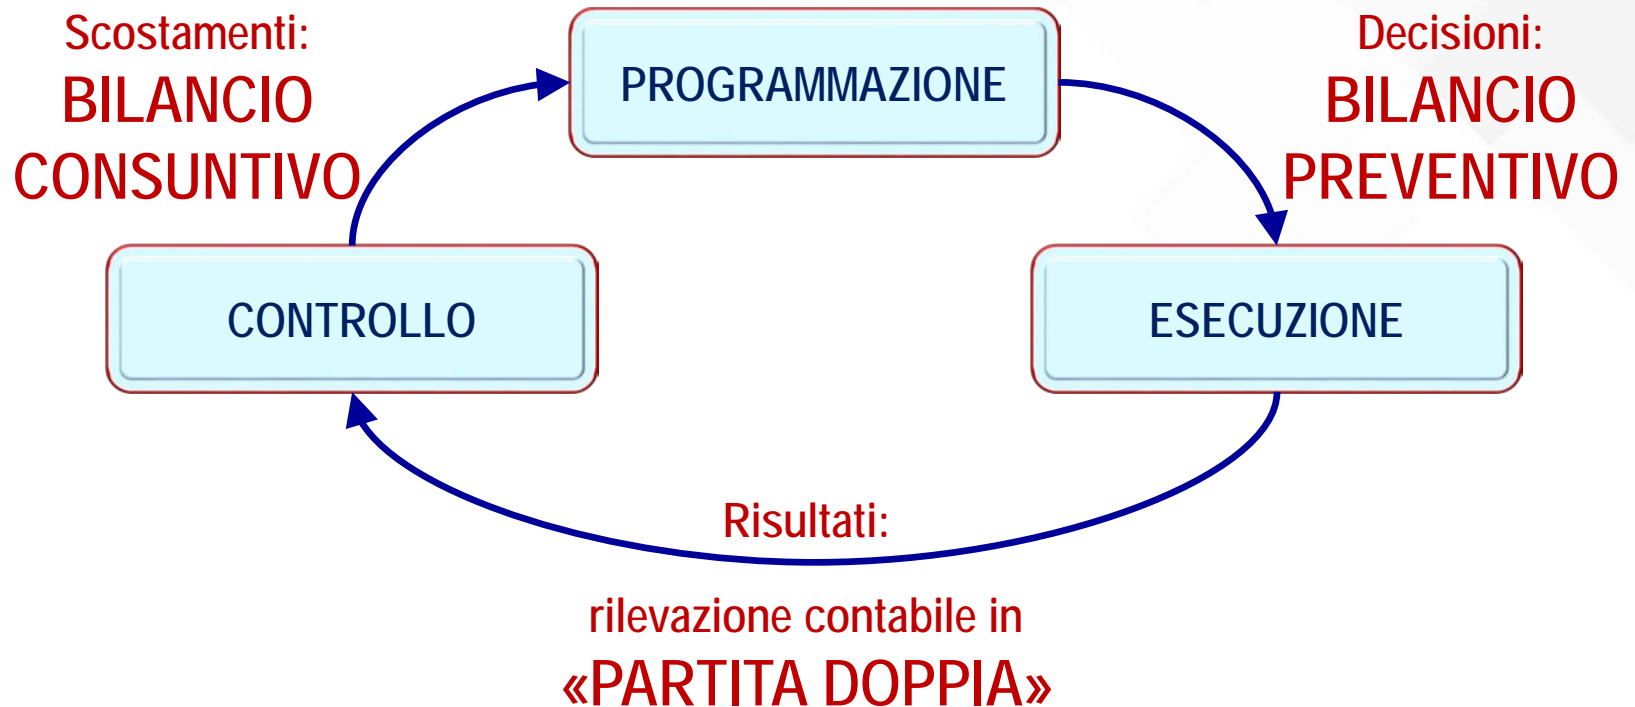 Scostamenti:
BILANCIO
CONSUNTIVO
PROGRAMMAZIONE
Decisioni:
BILANCIO
PREVENTIVO
CONTROLLO
ESECUZIONE
Risultati:
rilevazione contabile in
«PARTITA DOPPIA»